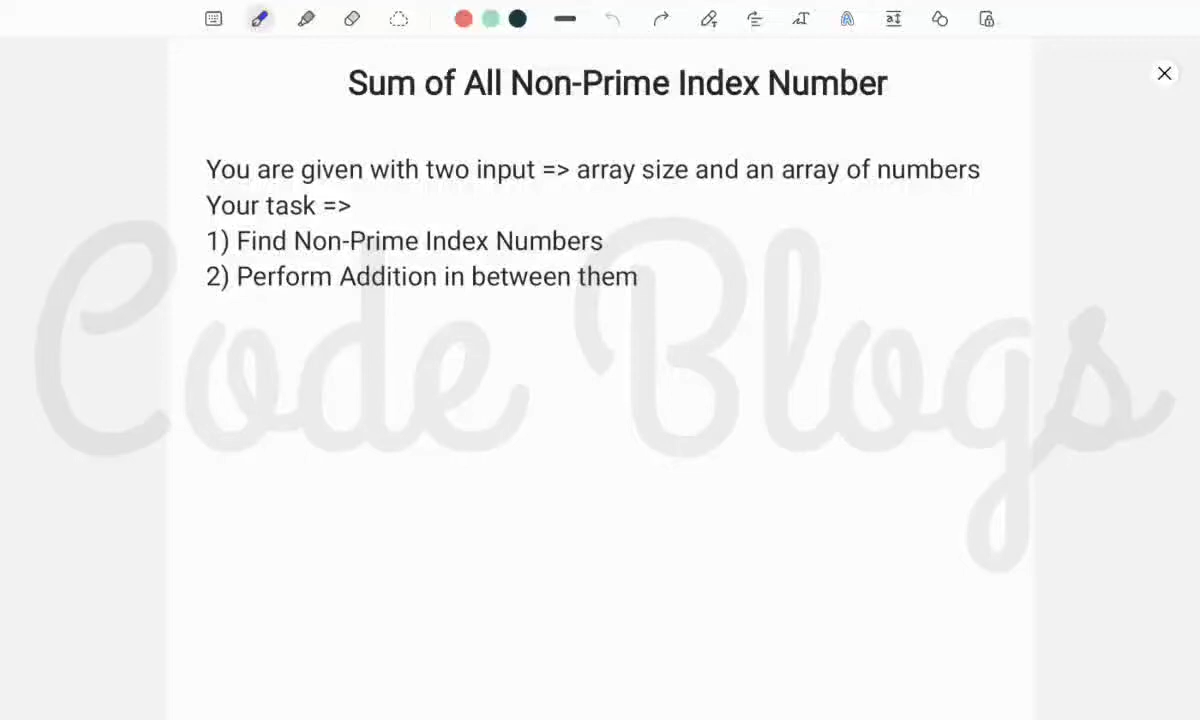 Sum of All Non-Prime Index Number
You are given with two input => array size and an array of numbers
Your task =>
1) Find Non-Prime Index Numbers
2) Perform Addition in between them
Code Blogs